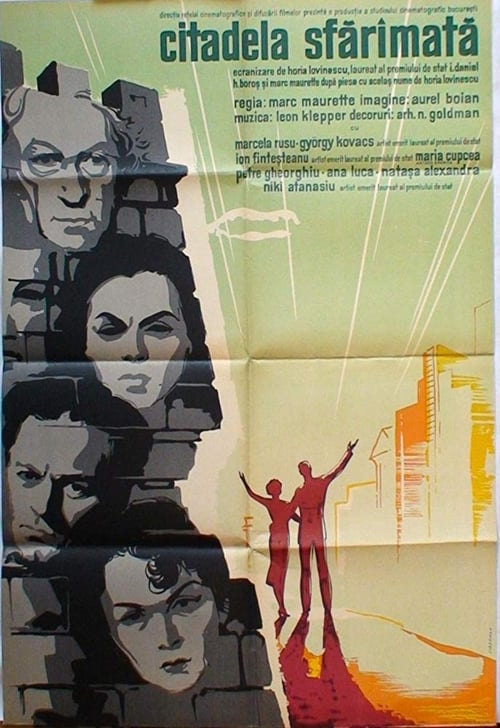 direcția rețelei cinematografice și difuzării filmelor prezintă o producție a studioului cinematografic bucurești
citadela sfărîmată
ecranizare de horia lovinescu, laureat al premiului de stat i. daniel
h. boroș și marc maurette după piesa cu același nume de horia lovinescu
regia: marc maurette imagine: aurel boian
muzica: leon klepper decoruri: arh. n. goldman
cu
marcela rusu · györgy kovacs artist emerit laureat al premiului de stat
ion finteșteanu artist emerit laureat al premiului de stat maria cupcea
petre gheorghiu · ana luca · natașa alexandra
niki atanasiu artist emerit laureat al premiului de stat